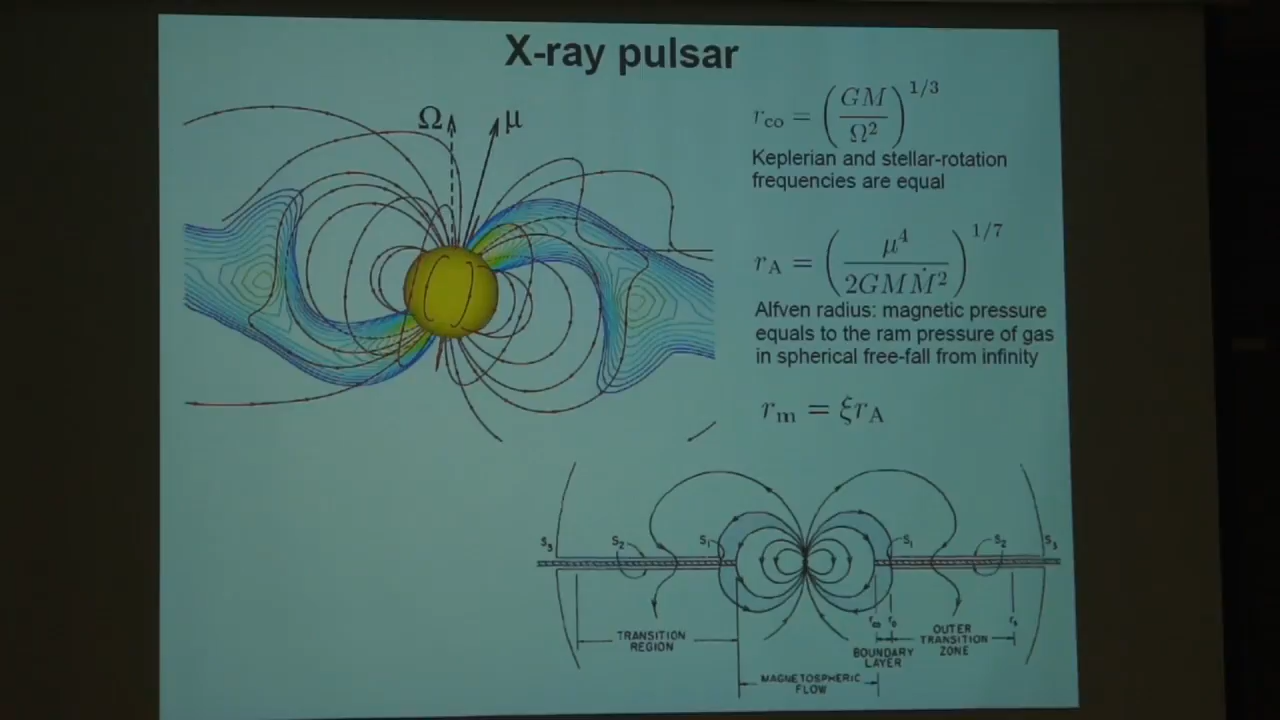 X-ray pulsar
Ω
μ
r_co = (GM / Ω²)^1/3
Keplerian and stellar-rotation
frequencies are equal
r_A = (μ⁴ / 2GMṀ²)^1/7
Alfven radius: magnetic pressure
equals to the ram pressure of gas
in spherical free-fall from infinity
r_m = ξr_A
S₃ S₂ S₁ S₁ S₂ S₃
r_co r₀
TRANSITION
REGION
OUTER
TRANSITION
ZONE
BOUNDARY
LAYER
MAGNETOSPHERIC
FLOW